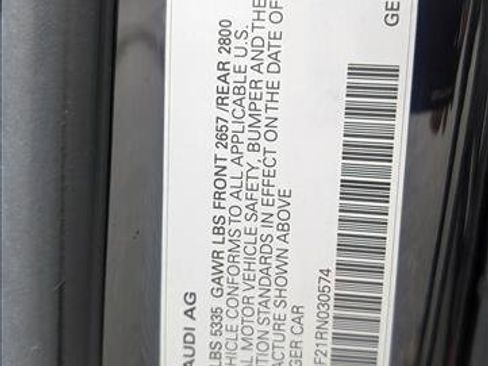 AUDI AG
LBS 5335 GAWR LBS FRONT 2657 /REAR 2800
HICLE CONFORMS TO ALL APPLICABLE U.S.
MOTOR VEHICLE SAFETY, BUMPER AND THE
TION STANDARDS IN EFFECT ON THE DATE OF
ACTURE SHOWN ABOVE
GER CAR
F21RN030574
GE